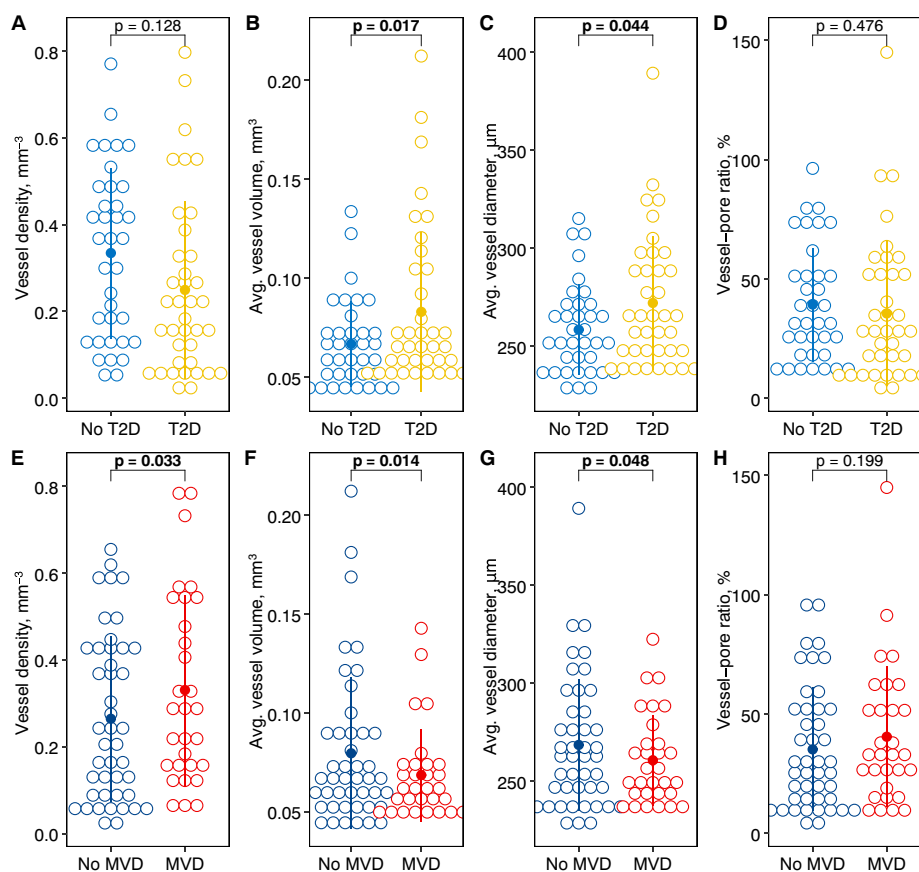 A
p = 0.128
Vessel density, mm⁻³
0.8
0.6
0.4
0.2
0.0
No T2D
T2D
B
p = 0.017
Avg. vessel volume, mm³
0.20
0.15
0.10
0.05
No T2D
T2D
C
p = 0.044
Avg. vessel diameter, μm
400
350
300
250
No T2D
T2D
D
p = 0.476
Vessel–pore ratio, %
150
100
50
0
No T2D
T2D
E
p = 0.033
Vessel density, mm⁻³
0.8
0.6
0.4
0.2
0.0
No MVD
MVD
F
p = 0.014
Avg. vessel volume, mm³
0.20
0.15
0.10
0.05
No MVD
MVD
G
p = 0.048
Avg. vessel diameter, μm
400
350
300
250
No MVD
MVD
H
p = 0.199
Vessel–pore ratio, %
150
100
50
0
No MVD
MVD